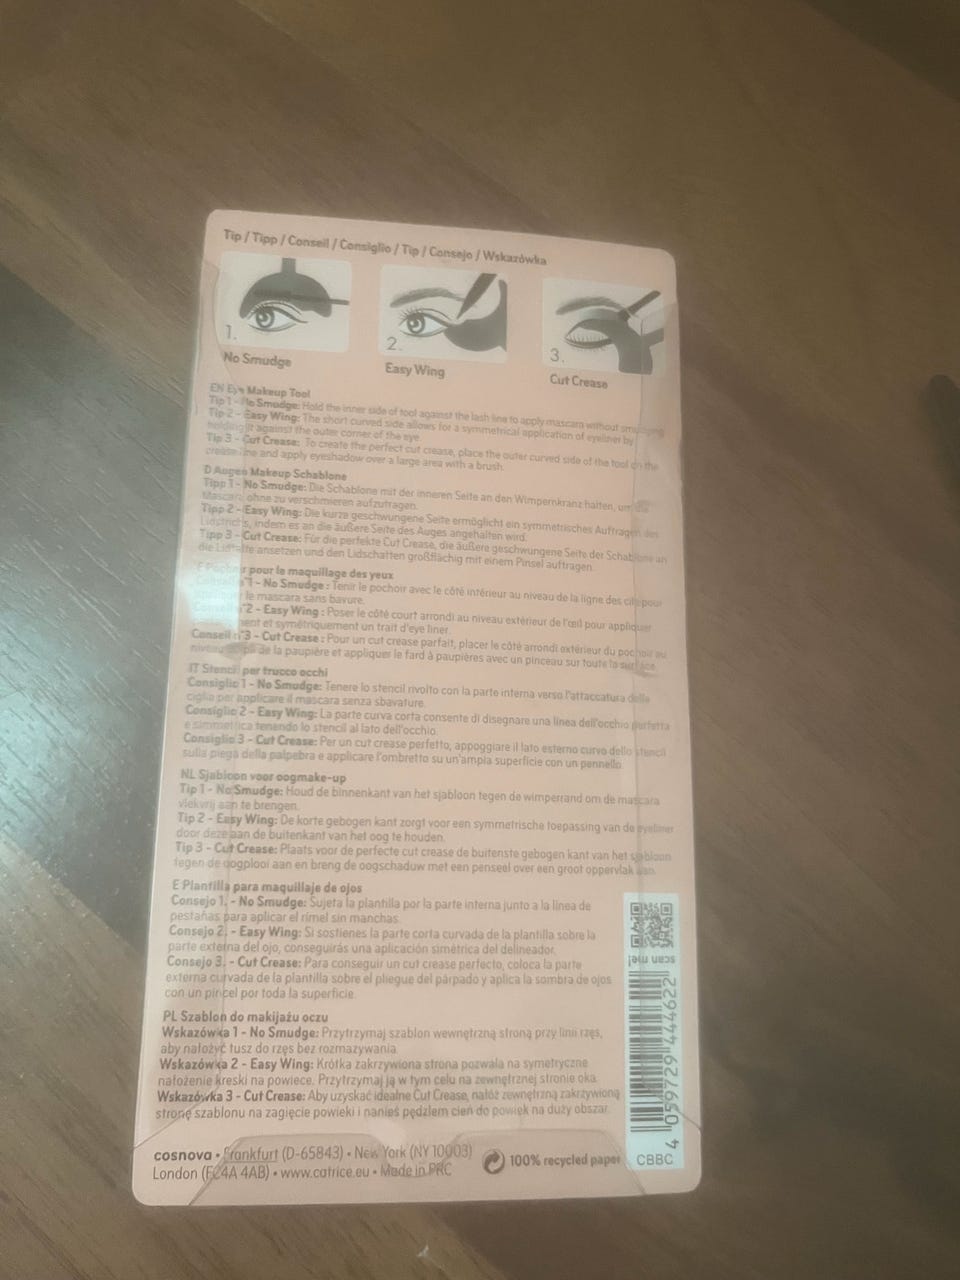 Tip / Tipp / Conseil / Consiglio / Tip / Consejo / Wskazówka
1.
No Smudge
2.
Easy Wing
3.
Cut Crease
EN Eye Makeup Tool
Tip 1 - No Smudge: Hold the inner side of tool against the lash line to apply mascara without smudging
Tip 2 - Easy Wing: The short curved side allows for a symmetrical application of eyeliner by
holding it against the outer corner of the eye
Tip 3 - Cut Crease: To create the perfect cut crease, place the outer curved side of the tool on the
crease line and apply eyeshadow over a large area with a brush.
D Augen Makeup Schablone
Tipp 1 - No Smudge: Die Schablone mit der inneren Seite an den Wimpernkranz halten, um die
Mascara ohne zu verschmieren aufzutragen.
Tipp 2 - Easy Wing: Die kurze geschwungene Seite ermöglicht ein symmetrisches Auftragen des
Lidstrichs, indem es an die äußere Seite des Auges angehalten wird.
Tipp 3 - Cut Crease: Für die perfekte Cut Crease, die äußere geschwungene Seite der Schablone an
die Lidfalte ansetzen und den Lidschatten großflächig mit einem Pinsel auftragen.
F Pochoir pour le maquillage des yeux
Conseil n°1 - No Smudge : Tenir le pochoir avec le côté intérieur au niveau de la ligne des cils pour
appliquer le mascara sans bavure.
Conseil n°2 - Easy Wing : Poser le côté court arrondi au niveau extérieur de l'œil pour appliquer
et symétriquement un trait d'eye liner.
Conseil n°3 - Cut Crease : Pour un cut crease parfait, placer le côté arrondi extérieur du pochoir au
niveau du pli de la paupière et appliquer le fard à paupières avec un pinceau sur toute la surface
IT Stencil per trucco occhi
Consiglio 1 - No Smudge: Tenere lo stencil rivolto con la parte interna verso l'attaccatura delle
ciglia per applicare il mascara senza sbavature.
Consiglio 2 - Easy Wing: La parte curva corta consente di disegnare una linea dell'occhio perfetta
e simmetrica tenendo lo stencil al lato dell'occhio.
Consiglio 3 - Cut Crease: Per un cut crease perfetto, appoggiare il lato esterno curvo dello stencil
sulla piega della palpebra e applicare l'ombretto su un'ampia superficie con un pennello.
NL Sjabloon voor oogmake-up
Tip 1 - No Smudge: Houd de binnenkant van het sjabloon tegen de wimperrand om de mascara
vlekvrij aan te brengen.
Tip 2 - Easy Wing: De korte gebogen kant zorgt voor een symmetrische toepassing van de eyeliner
door deze aan de buitenkant van het oog te houden.
Tip 3 - Cut Crease: Plaats voor de perfecte cut crease de buitenste gebogen kant van het sjabloon
tegen de oogplooi aan en breng de oogschaduw met een penseel over een groot oppervlak aan.
E Plantilla para maquillaje de ojos
Consejo 1. - No Smudge: Sujeta la plantilla por la parte interna junto a la línea de
pestañas para aplicar el rímel sin manchas.
Consejo 2. - Easy Wing: Si sostienes la parte corta curvada de la plantilla sobre la
parte externa del ojo, conseguirás una aplicación simétrica del delineador.
Consejo 3. - Cut Crease: Para conseguir un cut crease perfecto, coloca la parte
externa curvada de la plantilla sobre el pliegue del párpado y aplica la sombra de ojos
con un pincel por toda la superficie.
PL Szablon do makijażu oczu
Wskazówka 1 - No Smudge: Przytrzymaj szablon wewnętrzną stroną przy linii rzęs,
aby nałożyć tusz do rzęs bez rozmazywania.
Wskazówka 2 - Easy Wing: Krótka zakrzywiona strona pozwala na symetryczne
nałożenie kreski na powiece. Przytrzymaj ją w tym celu na zewnętrznej stronie oka.
Wskazówka 3 - Cut Crease: Aby uzyskać idealne Cut Crease, nałóż zewnętrzną zakrzywioną
stronę szablonu na zagięcie powieki i nanieś pędzlem cień do powiek na duży obszar.
cosnova • Frankfurt (D-65843) • New York (NY 10003)
London (EC4A 4AB) • www.catrice.eu • Made in PRC
100% recycled paper
scan me!
4 059729 444622
CBBC